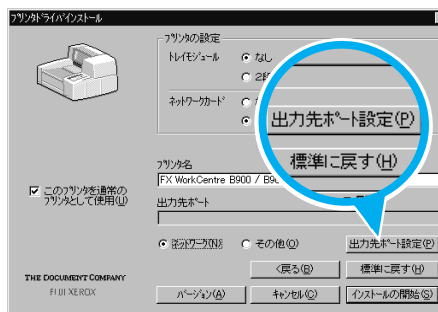 プリンタドライバインストール
プリンタの設定
トレイモジュール
なし
2段
ネットワークカード
出力先ポート設定(P)
標準に戻す(H)
プリンタ名
FX WorkCentre B900 /
このプリンタを通常の
プリンタとして使用(U)
出力先ポート
ネットワーク(N)
その他(O)
出力先ポート設定(P)
<戻る(B)
標準に戻す(H)
THE DOCUMENT COMPANY
FUJI XEROX
バージョン(A)
キャンセル(C)
インストールの開始(S)